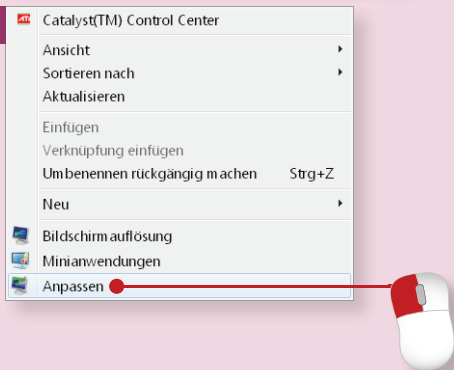 ATI Catalyst(TM) Control Center
Ansicht
Sortieren nach
Aktualisieren
Einfügen
Verknüpfung einfügen
Umbenennen rückgängig machen Strg+Z
Neu
Bildschirmauflösung
Minianwendungen
Anpassen